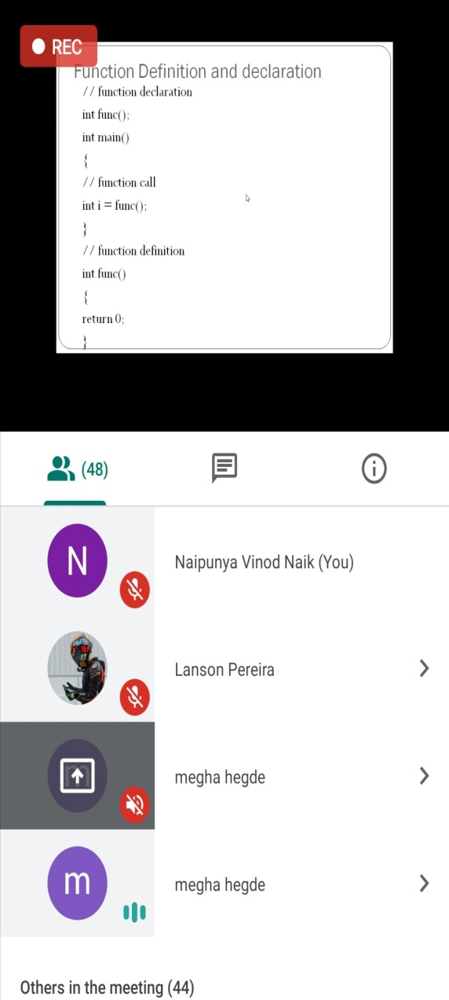 REC
Function Definition and declaration
// function declaration
int func();
int main()
{
// function call
int i = func();
}
// function definition
int func()
{
return 0;
}
(48)
N
Naipunya Vinod Naik (You)
Lanson Pereira
m
megha hegde
m
megha hegde
Others in the meeting (44)